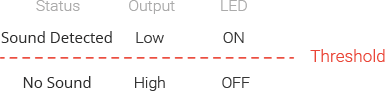 Status Output LED
Sound Detected Low ON
Threshold
No Sound High OFF